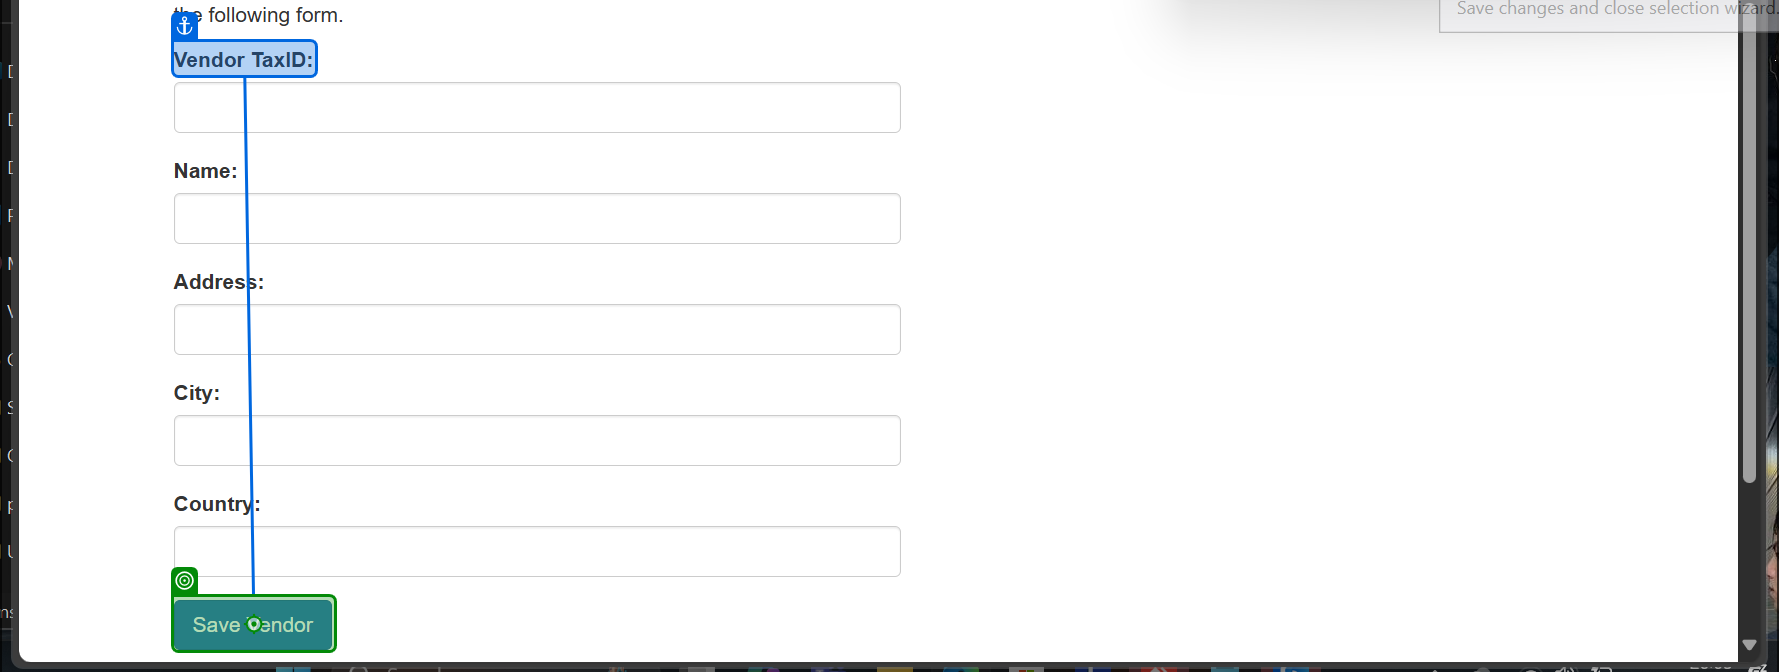 the following form.
Save changes and close selection wizard.
Vendor TaxID:
Name:
Address:
City:
Country:
Save Vendor